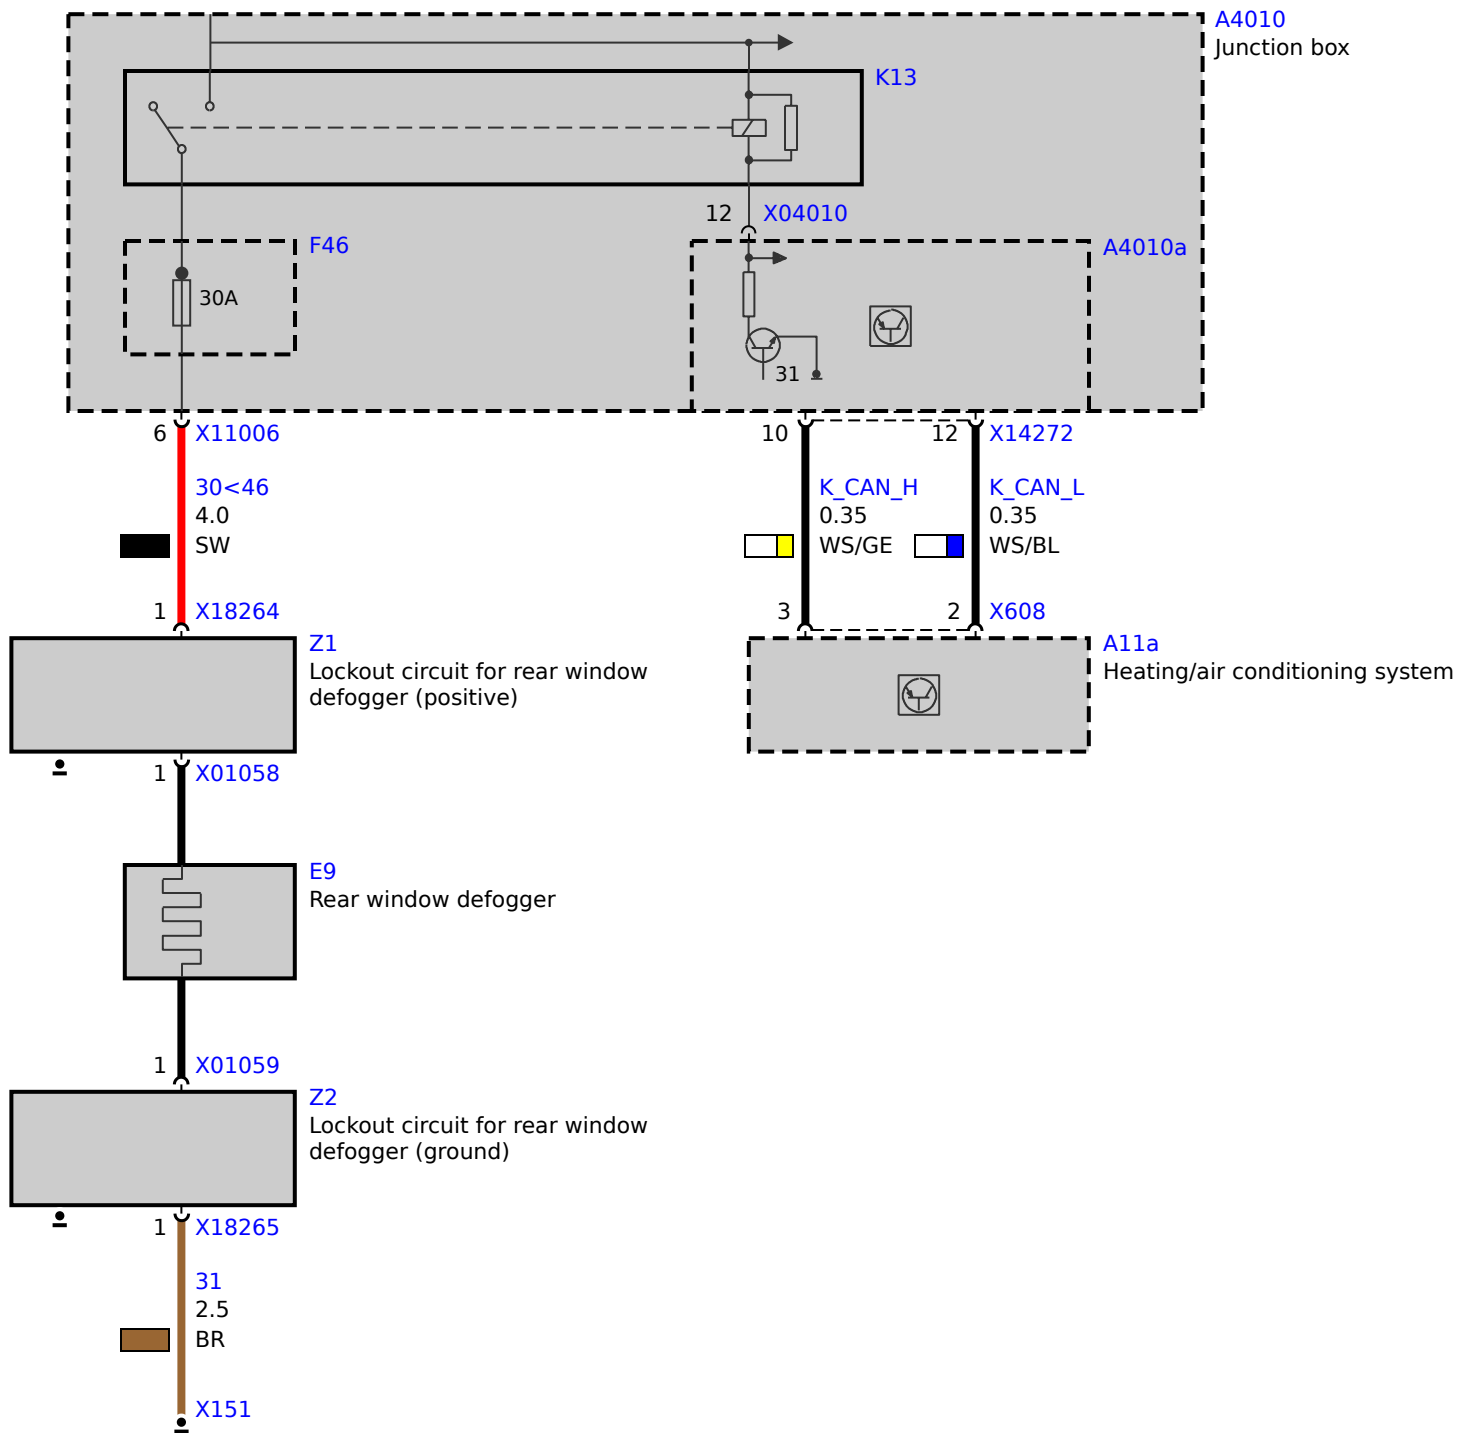 A4010
Junction box
K13
12 X04010
F46
A4010a
30A
31
6 X11006
10
12 X14272
30<46
4.0
SW
K_CAN_H
0.35
WS/GE
K_CAN_L
0.35
WS/BL
1 X18264
3
2 X608
Z1
Lockout circuit for rear window
defogger (positive)
A11a
Heating/air conditioning system
1 X01058
E9
Rear window defogger
1 X01059
Z2
Lockout circuit for rear window
defogger (ground)
1 X18265
31
2.5
BR
X151